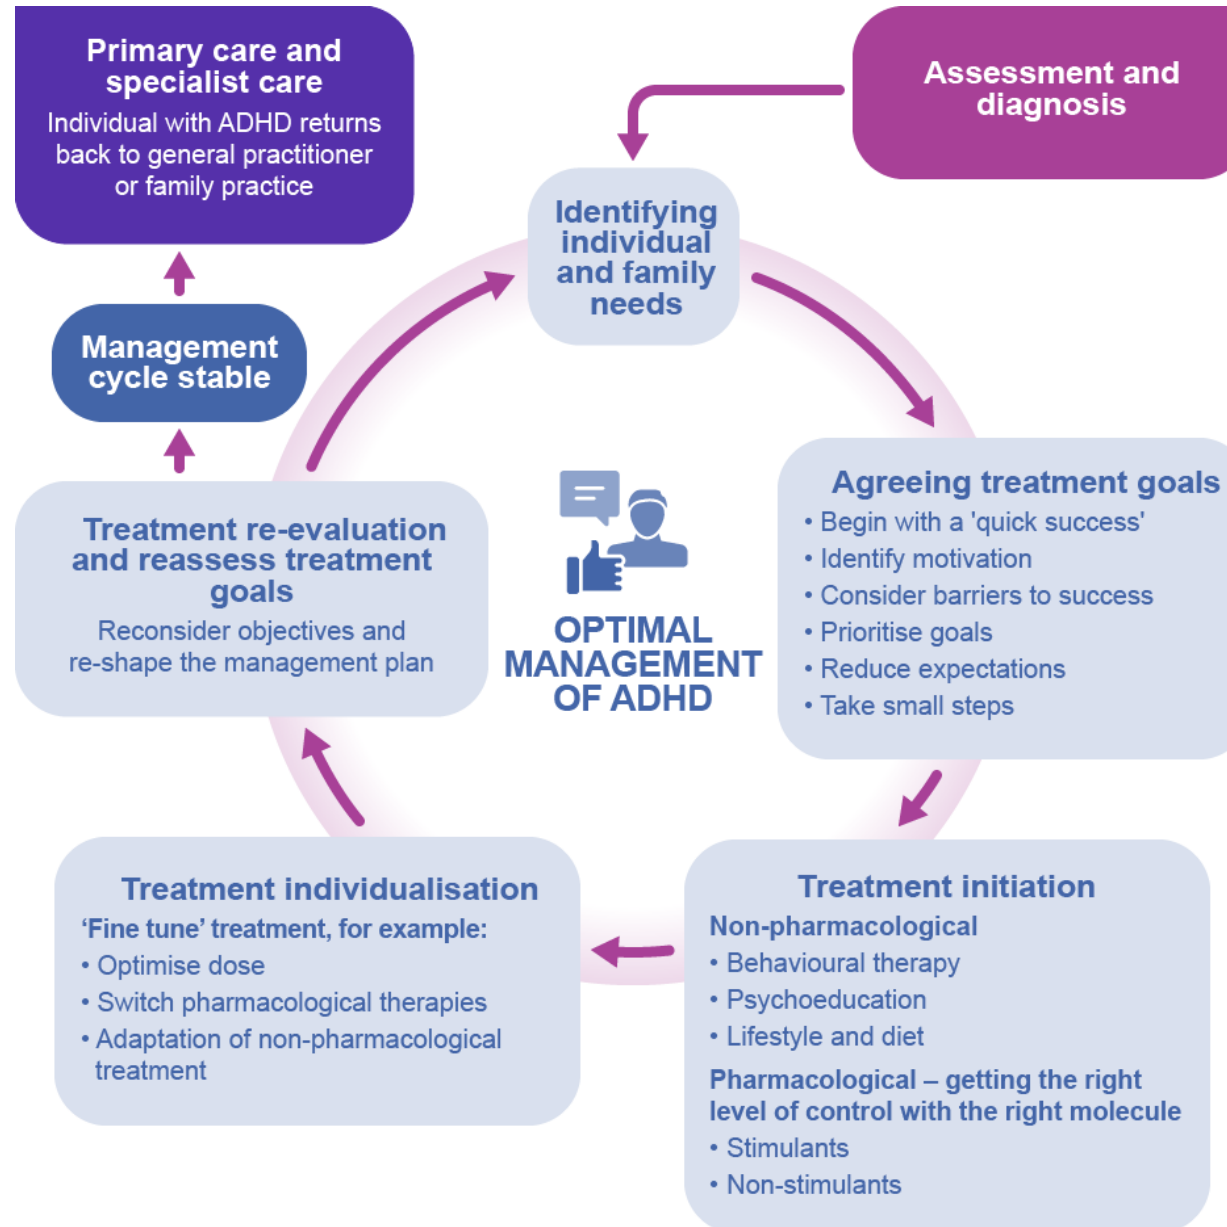 Primary care and
specialist care
Individual with ADHD returns
back to general practitioner
or family practice
Assessment and
diagnosis
Identifying
individual
and family
needs
Management
cycle stable
Agreeing treatment goals
• Begin with a 'quick success'
• Identify motivation
• Consider barriers to success
• Prioritise goals
• Reduce expectations
• Take small steps
Treatment re-evaluation
and reassess treatment
goals
Reconsider objectives and
re-shape the management plan
OPTIMAL
MANAGEMENT
OF ADHD
Treatment individualisation
‘Fine tune’ treatment, for example:
• Optimise dose
• Switch pharmacological therapies
• Adaptation of non-pharmacological
treatment
Treatment initiation
Non-pharmacological
• Behavioural therapy
• Psychoeducation
• Lifestyle and diet
Pharmacological – getting the right
level of control with the right molecule
• Stimulants
• Non-stimulants